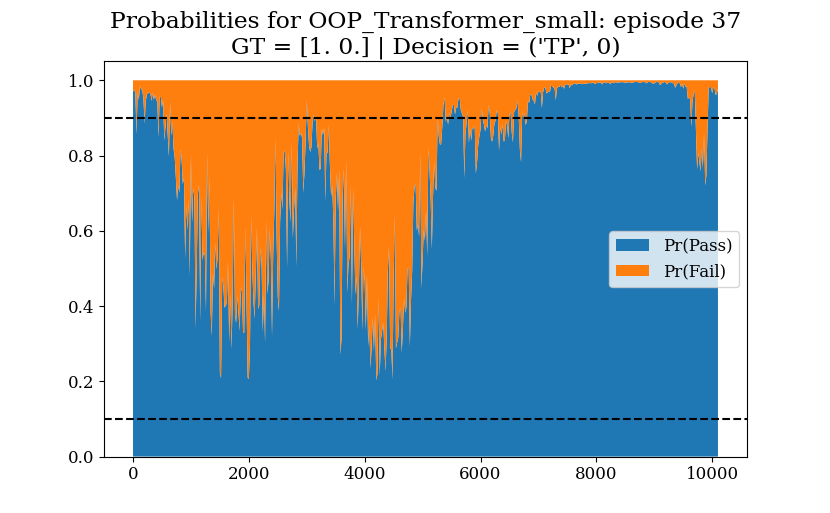 Probabilities for OOP_Transformer_small: episode 37
GT = [1. 0.] | Decision = ('TP', 0)
1.0
0.8
0.6
0.4
0.2
0.0
Pr(Pass)
Pr(Fail)
0 2000 4000 6000 8000 10000